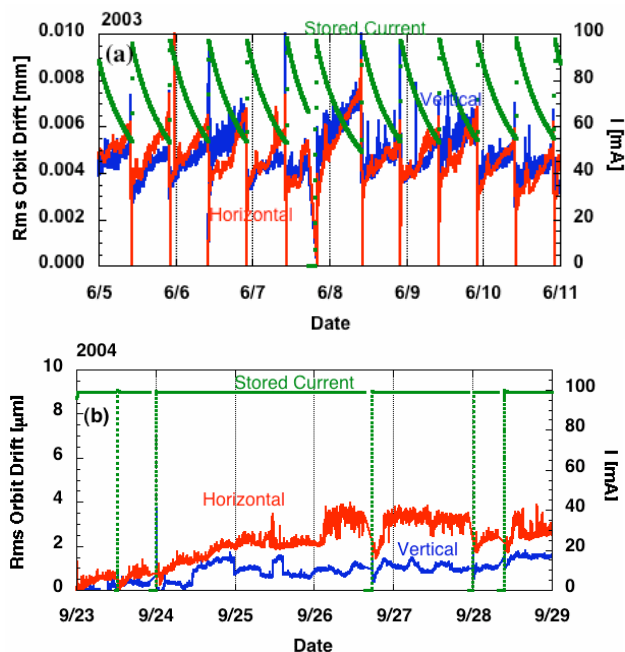 2003
Stored Current
(a)
Vertical
Horizontal
Rms Orbit Drift [mm]
0.010
0.008
0.006
0.004
0.002
0.000
100
80
60
40
20
0
I [mA]
6/5 6/6 6/7 6/8 6/9 6/10 6/11
Date
2004
Stored Current
(b)
Horizontal
Vertical
Rms Orbit Drift [μm]
10
8
6
4
2
0
100
80
60
40
20
0
I [mA]
9/23 9/24 9/25 9/26 9/27 9/28 9/29
Date